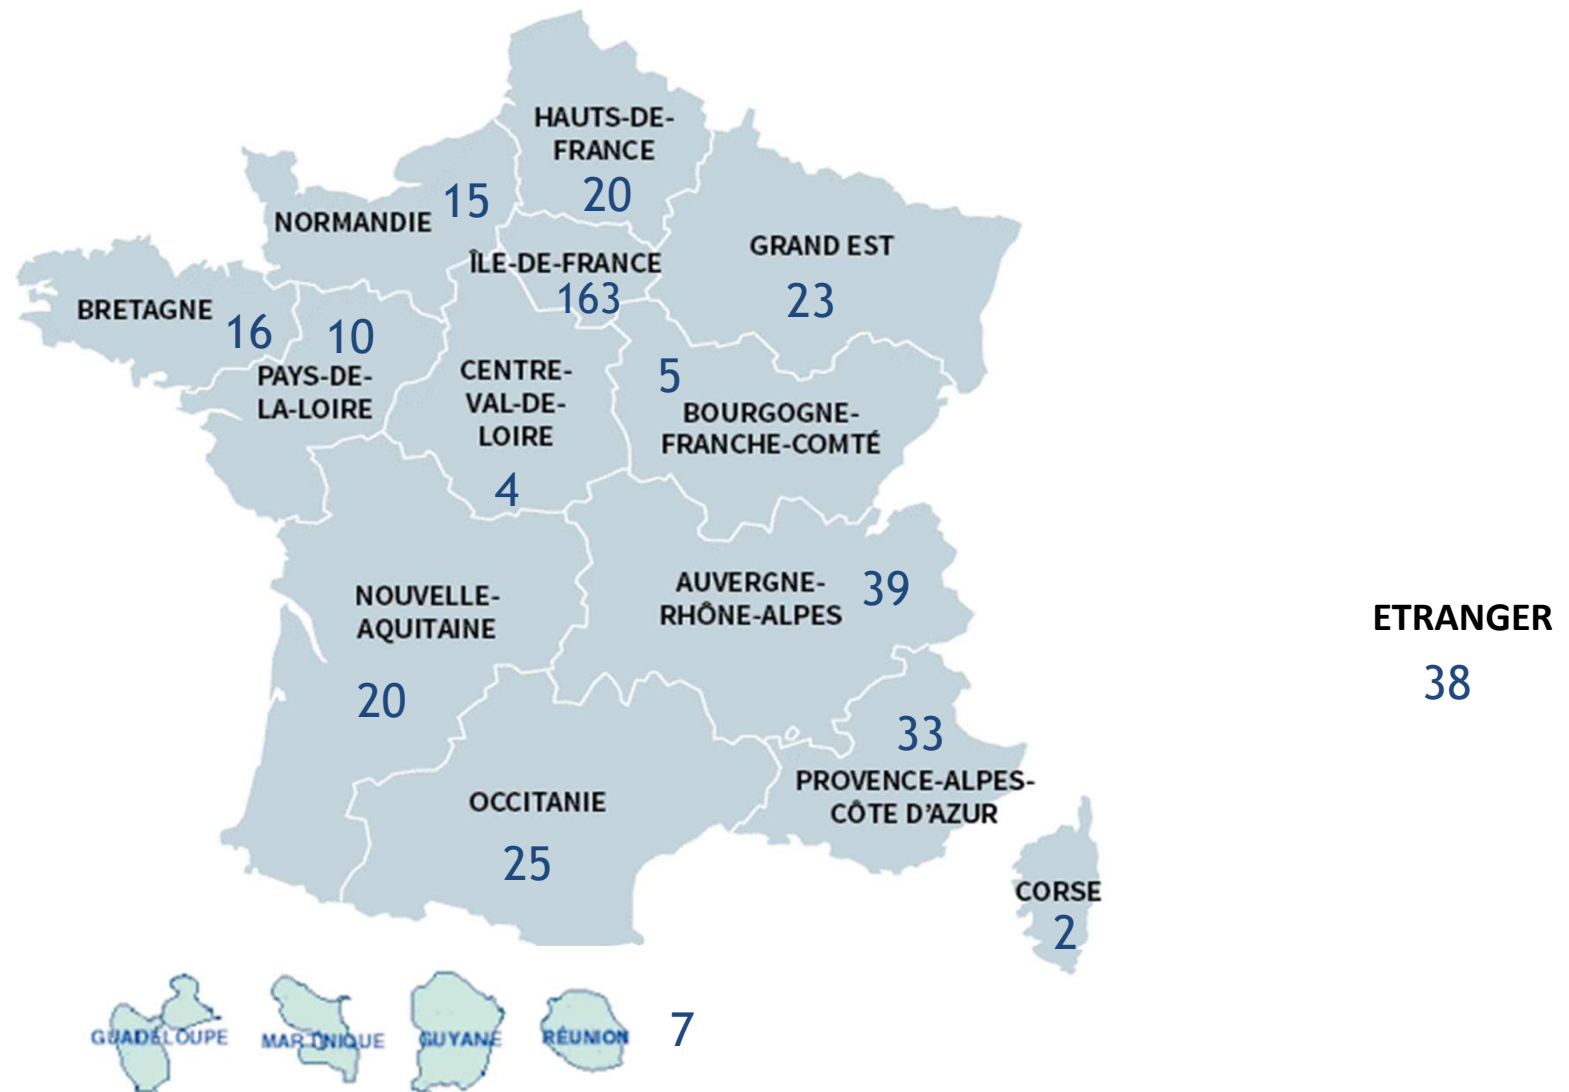 HAUTS-DE-
FRANCE
20
NORMANDIE
15
ÎLE-DE-FRANCE
163
GRAND EST
23
BRETAGNE
16
10
PAYS-DE-
LA-LOIRE
CENTRE-
VAL-DE-
LOIRE
4
5
BOURGOGNE-
FRANCHE-COMTÉ
NOUVELLE-
AQUITAINE
20
AUVERGNE-
RHÔNE-ALPES
39
ETRANGER
38
33
PROVENCE-ALPES-
CÔTE D'AZUR
OCCITANIE
25
CORSE
2
GUADELOUPE
MARTINIQUE
GUYANE
RÉUNION
7